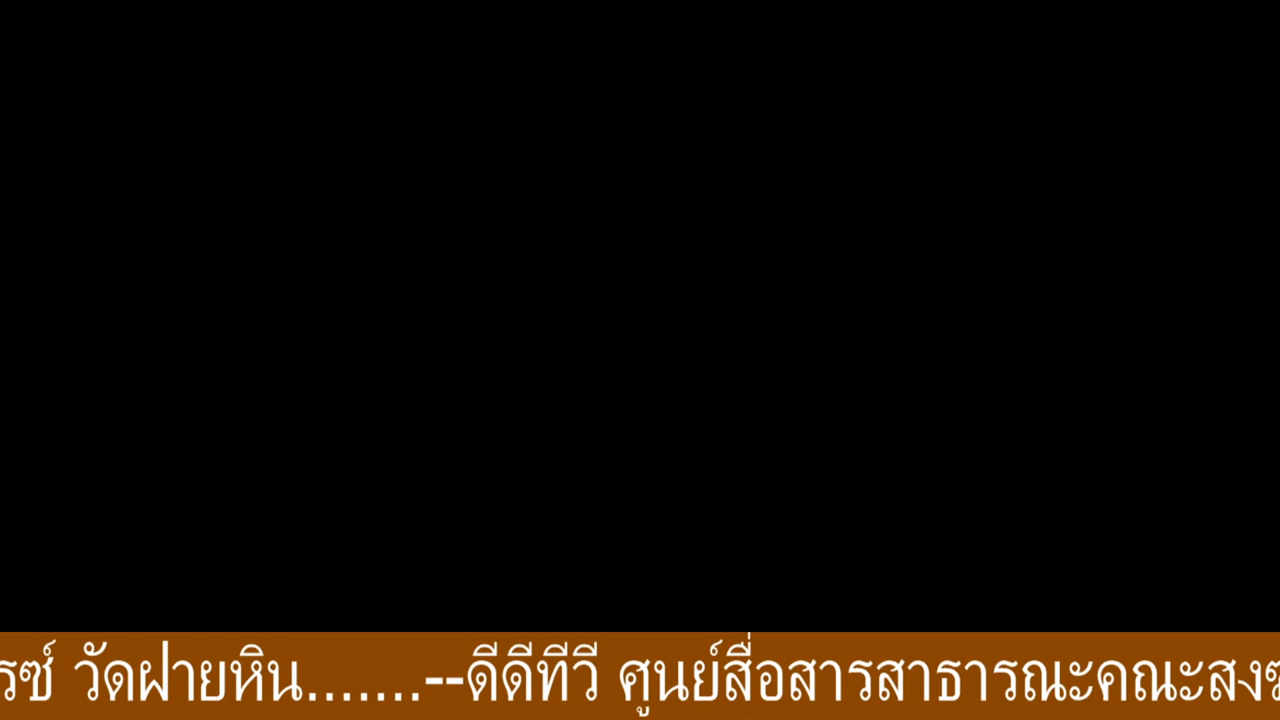 รซ์ วัดฝายหิน.......--ดีดีทีวี ศูนย์สื่อสารสาธารณะคณะสง